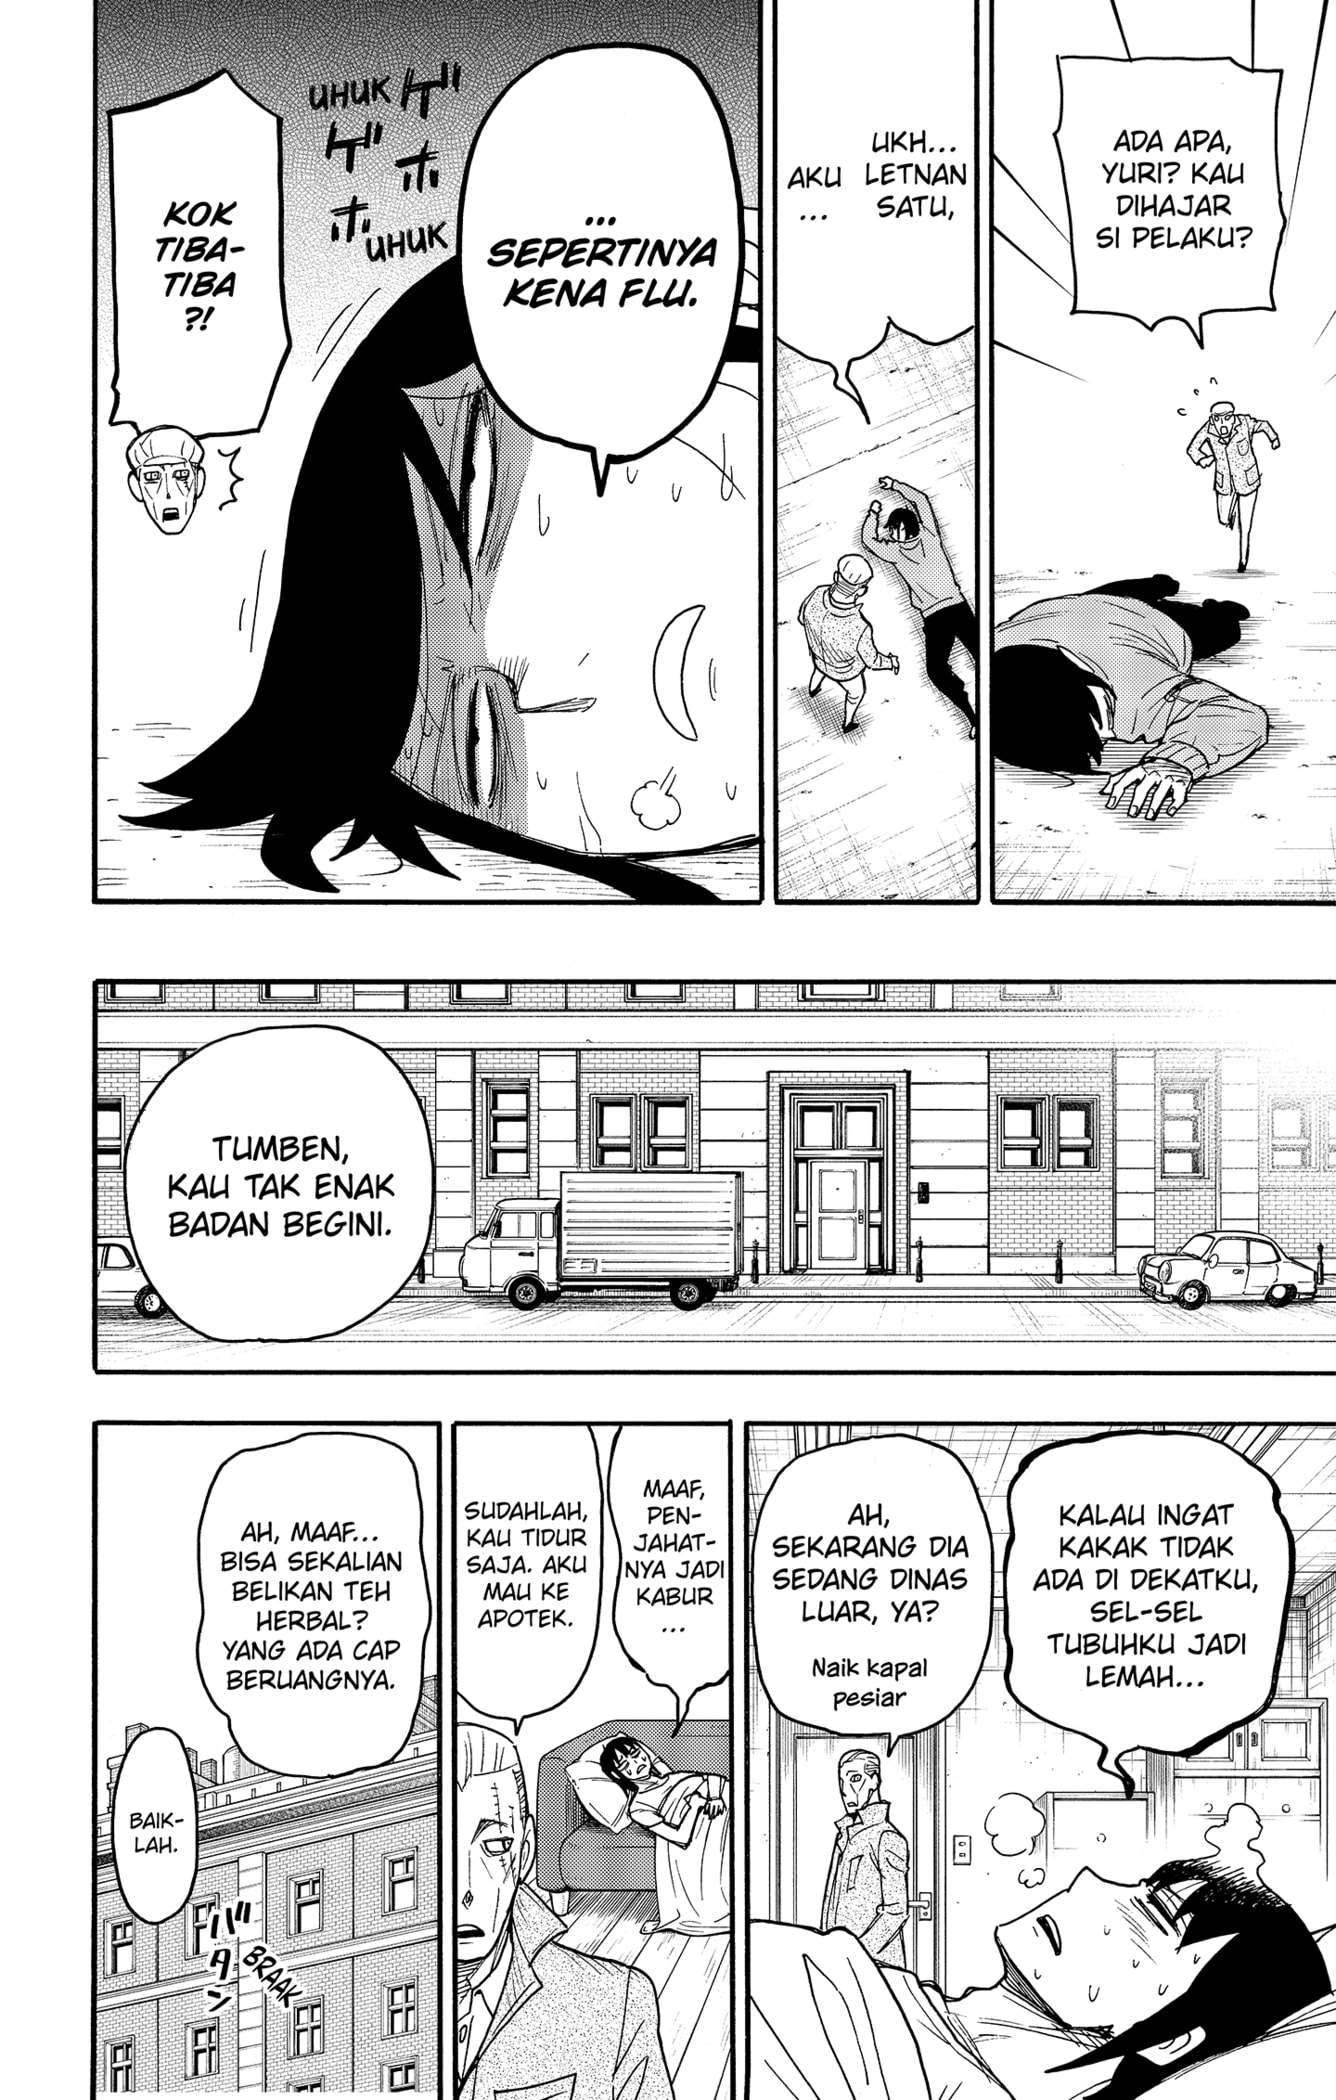 ADA APA,
YURI? KAU
DIHAJAR
SI PELAKU?
UKH...
LETNAN
SATU,
AKU
...
...
SEPERTINYA
KENA FLU.
UHUK
ゲ
ゲ
ホ
ホ
UHUK
KOK
TIBA-
TIBA
?!
TUMBEN,
KAU TAK ENAK
BADAN BEGINI.
KALAU INGAT
KAKAK TIDAK
ADA DI DEKATKU,
SEL-SEL
TUBUHKU JADI
LEMAH...
AH,
SEKARANG DIA
SEDANG DINAS
LUAR, YA?
Naik kapal
pesiar
MAAF,
PEN-
JAHAT-
NYA JADI
KABUR
...
SUDAHLAH,
KAU TIDUR
SAJA. AKU
MAU KE
APOTEK.
AH, MAAF...
BISA SEKALIAN
BELIKAN TEH
HERBAL?
YANG ADA CAP
BERUANGNYA.
BAIK-
LAH.
バタン
BRAAK